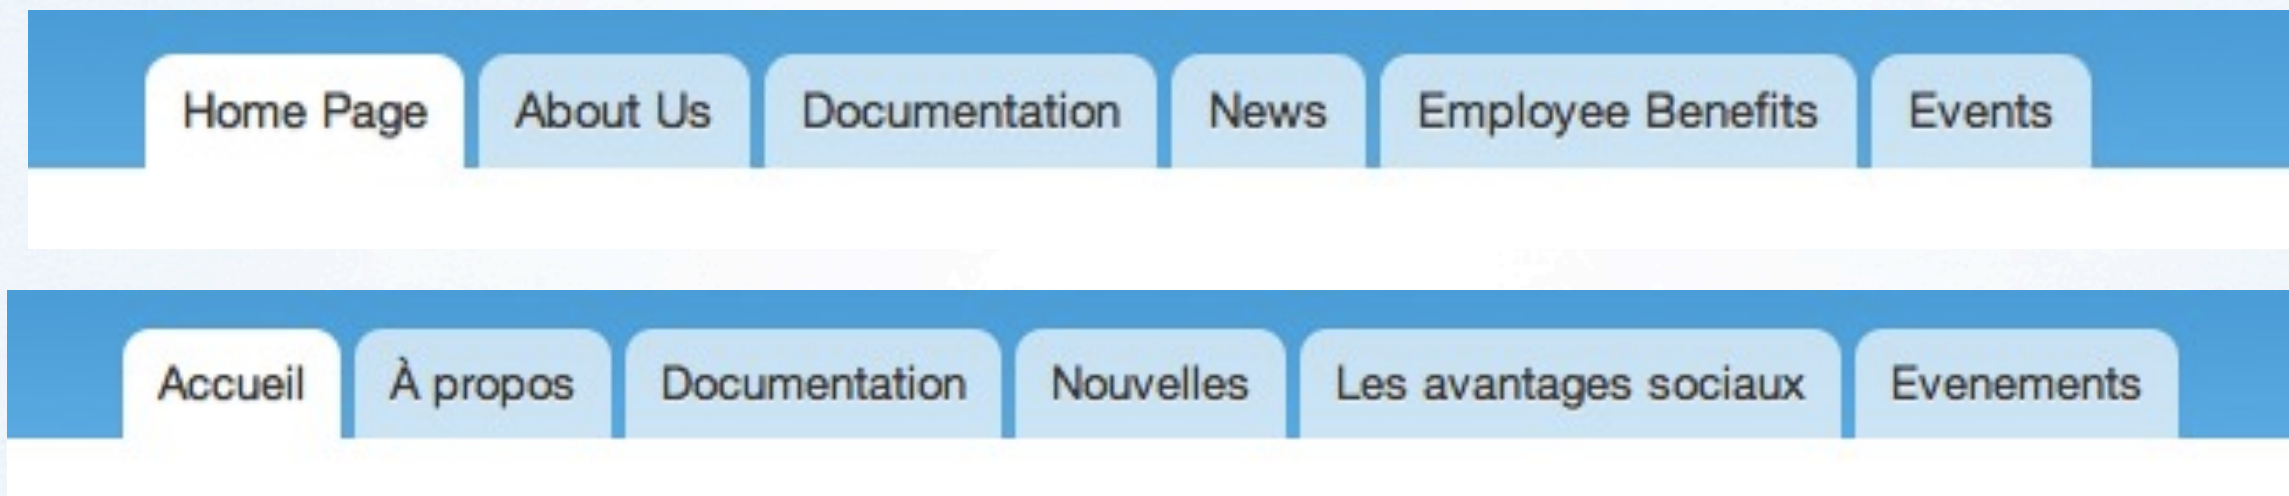 Home Page About Us Documentation News Employee Benefits Events
Accueil À propos Documentation Nouvelles Les avantages sociaux Evenements